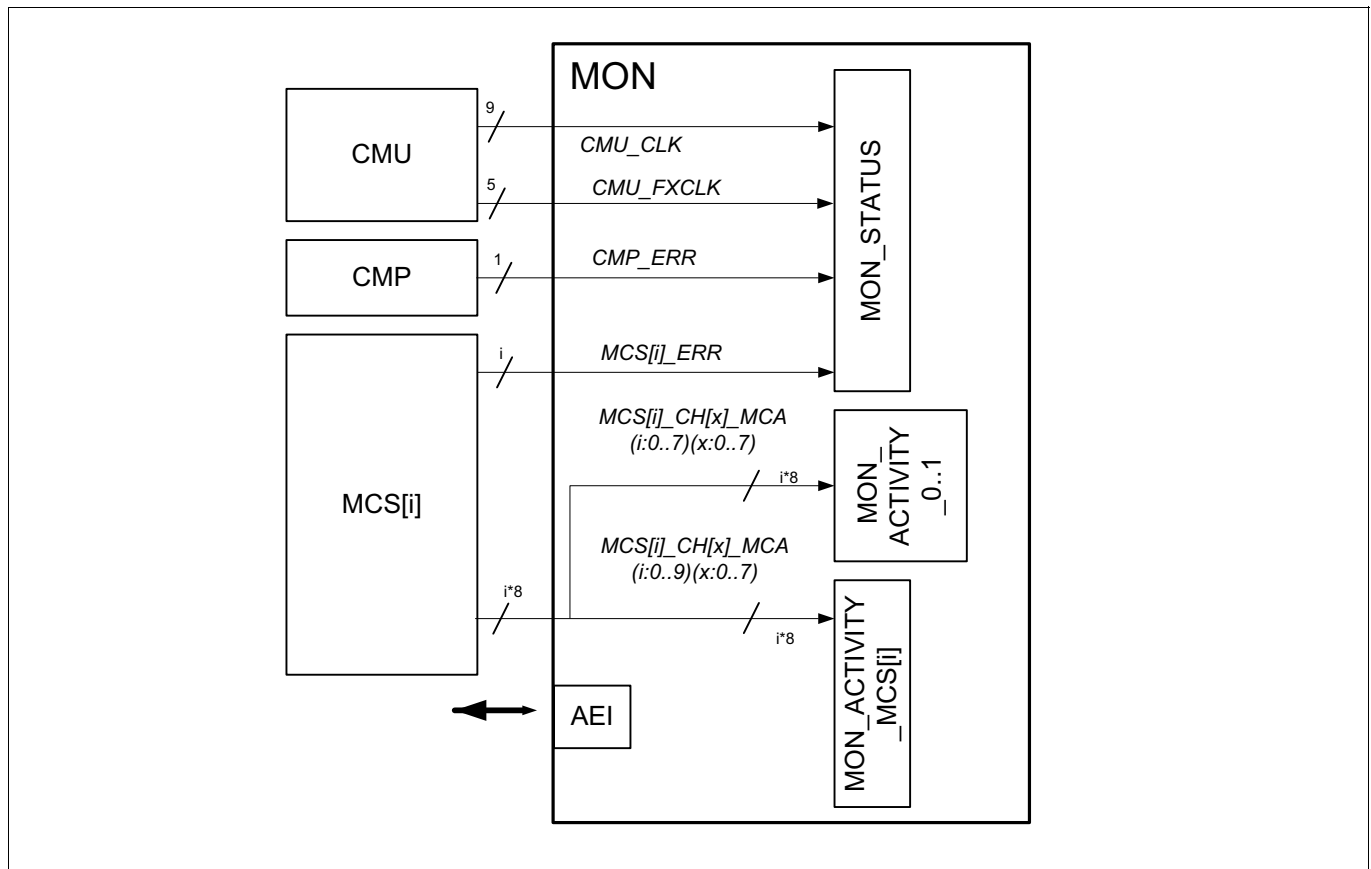 MON
CMU
9
CMU_CLK
5
CMU_FXCLK
CMP
1
CMP_ERR
MON_STATUS
MCS[i]
i
MCS[i]_ERR
MCS[i]_CH[x]_MCA
(i:0..7)(x:0..7)
i*8
MON_
ACTIVITY
_0..1
MCS[i]_CH[x]_MCA
(i:0..9)(x:0..7)
i*8
i*8
MON_ACTIVITY
_MCS[i]
AEI